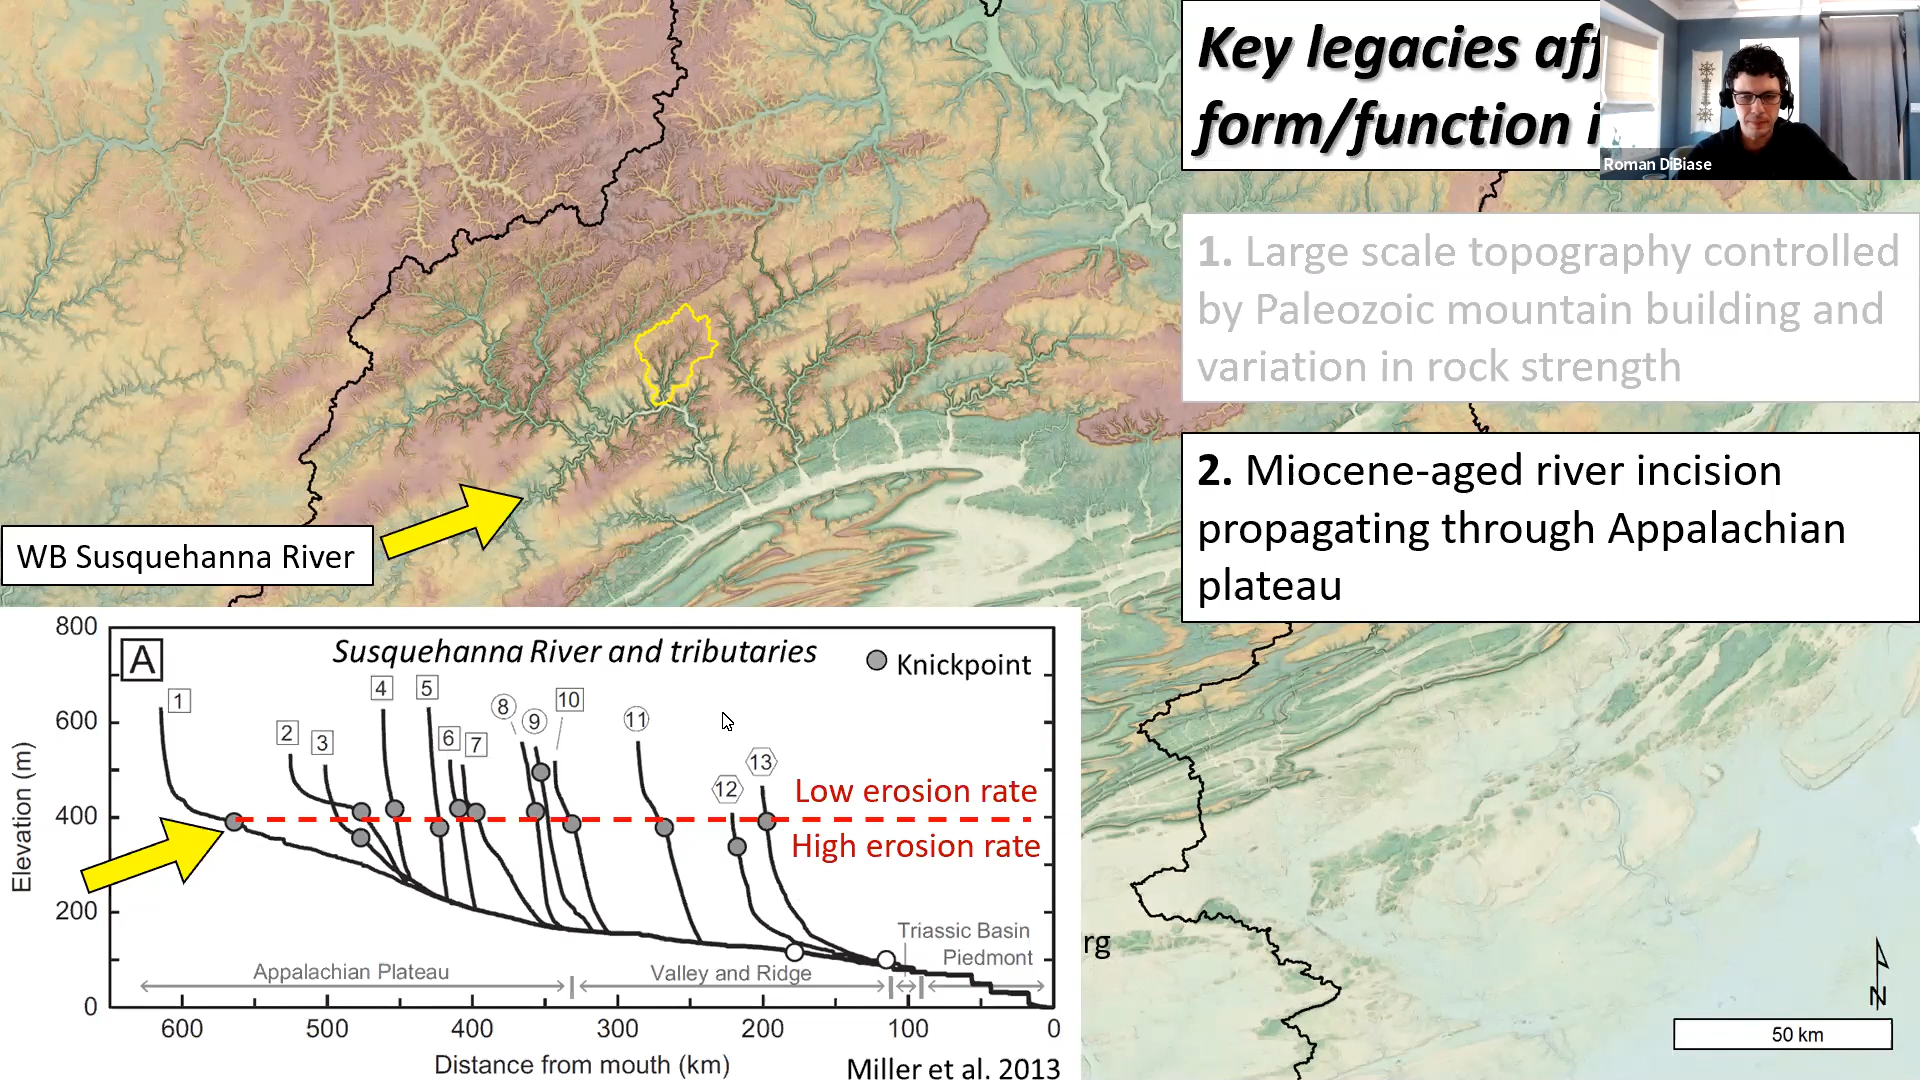 Key legacies aff
form/function i
Roman DiBiase
1. Large scale topography controlled
by Paleozoic mountain building and
variation in rock strength
2. Miocene-aged river incision
propagating through Appalachian
plateau
WB Susquehanna River
A
Susquehanna River and tributaries
Knickpoint
800
600
400
200
0
Elevation (m)
1
2
3
4
5
6
7
8
9
10
11
12
13
Low erosion rate
High erosion rate
Triassic Basin
Piedmont
Appalachian Plateau
Valley and Ridge
600 500 400 300 200 100 0
Distance from mouth (km)
Miller et al. 2013
rg
N
50 km